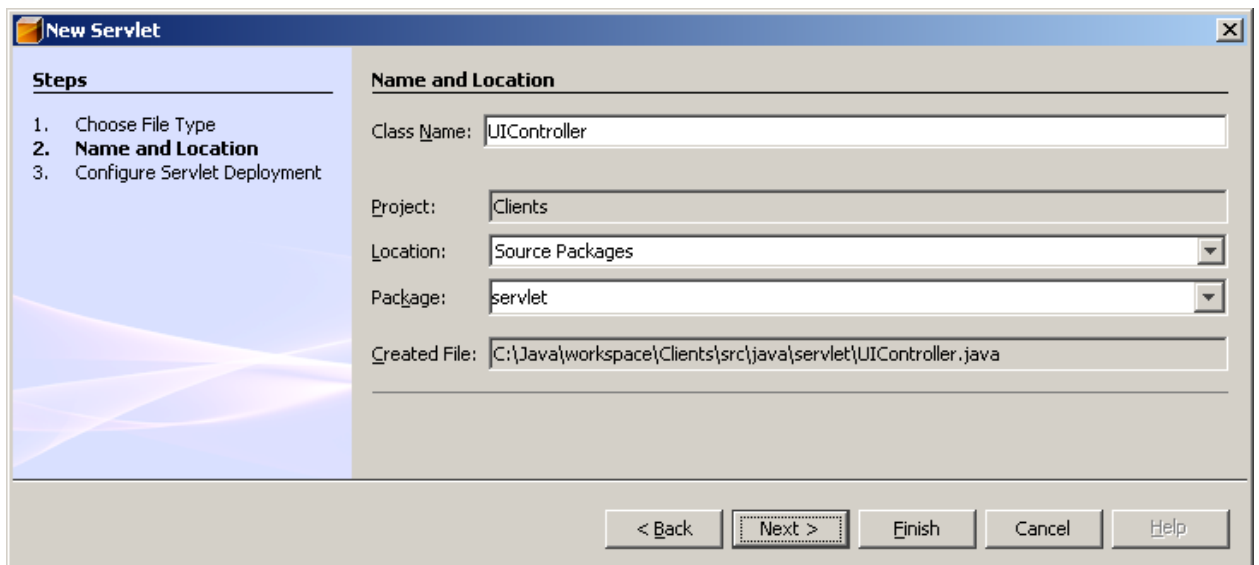 New Servlet
Steps
1. Choose File Type
2. Name and Location
3. Configure Servlet Deployment
Name and Location
Class Name: UIController
Project: Clients
Location: Source Packages
Package: servlet
Created File: C:\Java\workspace\Clients\src\java\servlet\UIController.java
< Back Next > Finish Cancel Help